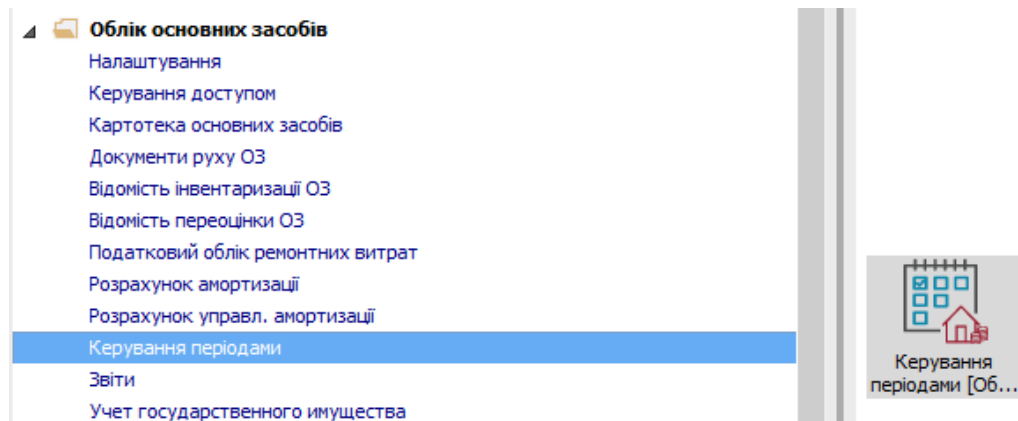 Облік основних засобів
Налаштування
Керування доступом
Картотека основних засобів
Документи руху ОЗ
Відомість інвентаризації ОЗ
Відомість переоцінки ОЗ
Податковий облік ремонтних витрат
Розрахунок амортизації
Розрахунок управл. амортизації
Керування періодами
Звіти
Учет государственного имущества
Керування
періодами [Об...